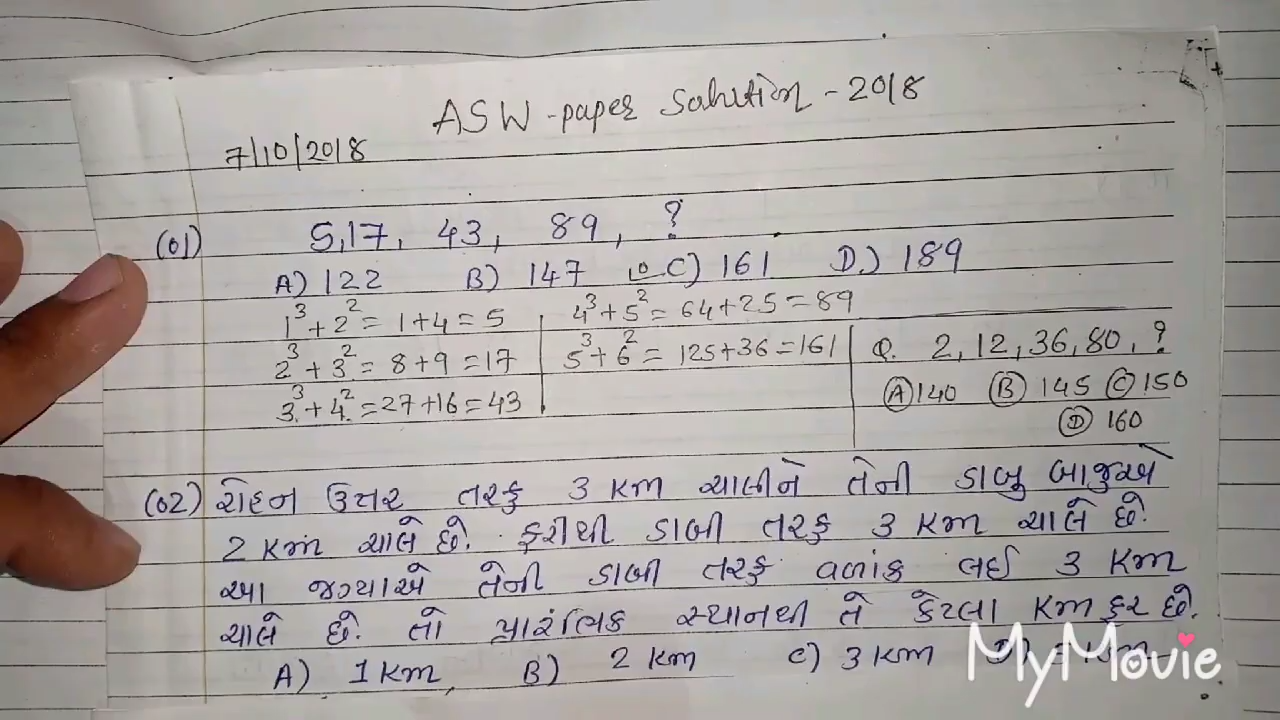 ASW - paper Solution - 2018
7/10/2018
(01) 5,17, 43, 89, ?
A) 122 B) 147 C) 161 D.) 189
1³+2² = 1+4 = 5
2³+3² = 8+9 = 17
3³+4² = 27+16 = 43
4³+5² = 64+25 = 89
5³+6² = 125+36 = 161
Q. 2, 12, 36, 80, ?
Ⓐ 140 Ⓑ 145 Ⓒ 150
Ⓓ 160
(02) રોહન ઉત્તર તરફ 3 Km ચાલીને તેની ડાબુ બાજુએ
2 Km ચાલે છે. ફરીથી ડાબી તરફ 3 Km ચાલે છે.
આ જગ્યાએ તેની ડાબી તરફ વળાંક લઈ 3 Km
ચાલે છે. તો પ્રારંભિક સ્થાનથી તે કેટલા Km દુર છે.
A) 1 Km B) 2 Km C) 3 Km D)
MyMovie